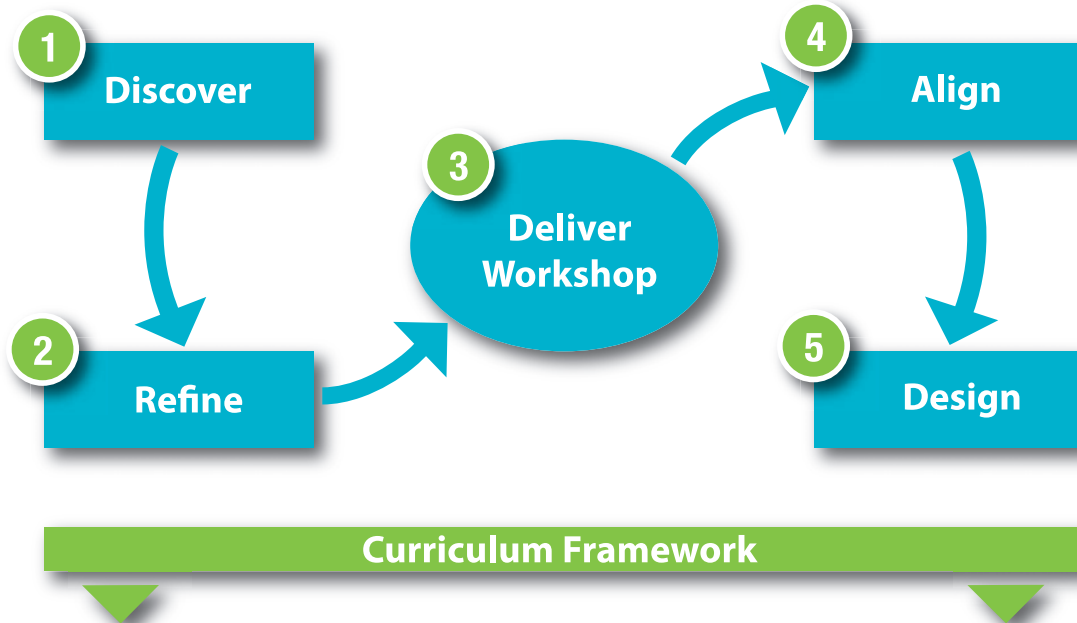 1
Discover
2
Refine
3
Deliver
Workshop
4
Align
5
Design
Curriculum Framework